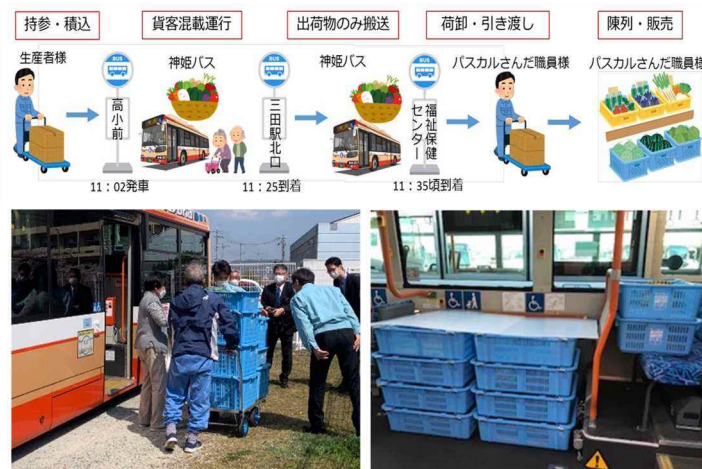 持参・積込
貨客混載運行
出荷物のみ搬送
荷卸・引き渡し
陳列・販売
生産者様
神姫バス
神姫バス
パスカルさんだ職員様
パスカルさんだ職員様
BUS
高小前
BUS
三田駅北口
BUS
福祉保健
センター
11：02発車
11：25到着
11：35頃到着